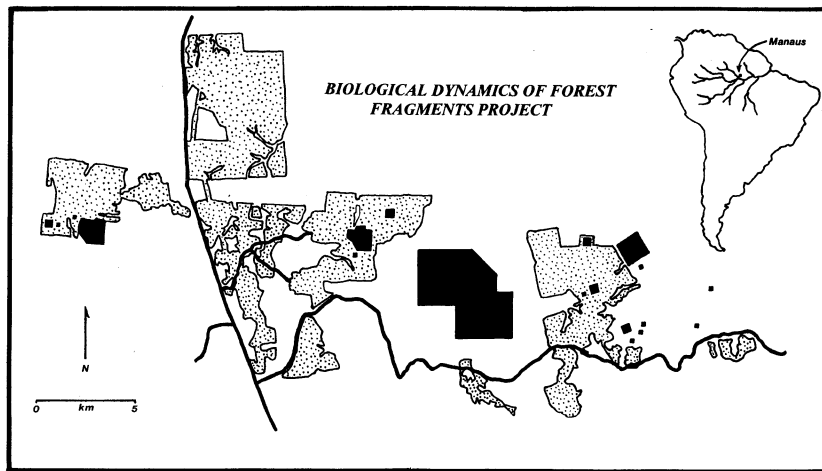 BIOLOGICAL DYNAMICS OF FOREST
FRAGMENTS PROJECT
Manaus
N
0 km 5